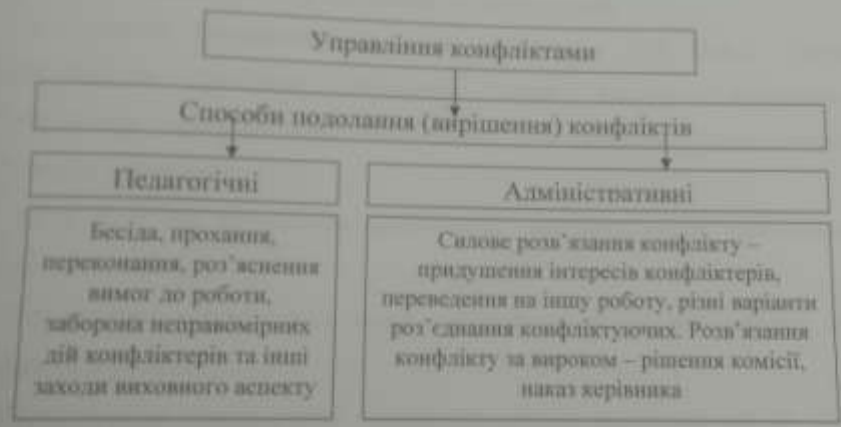 Управління конфліктами
Способи подолання (вирішення) конфліктів
Педагогічні
Бесіда, прохання,
переконання, роз’яснення
вимог до роботи,
заборона неправомірних
дій конфліктерів та інші
заходи виховного аспекту
Адміністративні
Силове розв’язання конфлікту –
придушення інтересів конфліктерів,
переведення на іншу роботу, різні варіанти
роз’єднання конфліктуючих. Розв’язання
конфлікту за вироком – рішення комісії,
наказ керівника